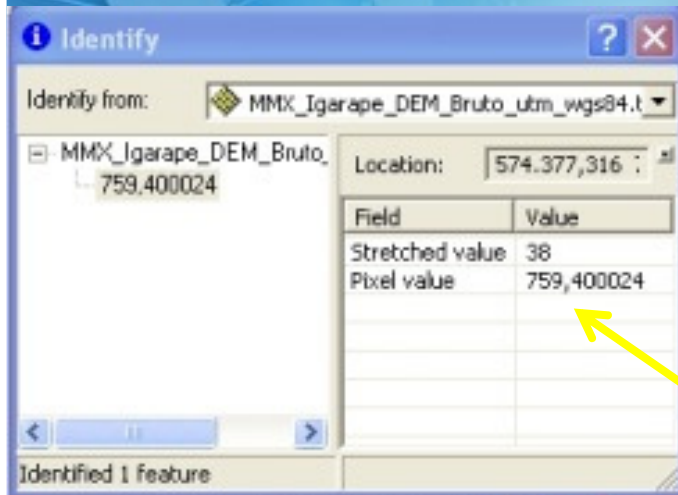 Identify
Identify from: MMX_Igarape_DEM_Bruto_utm_wgs84.t
MMX_Igarape_DEM_Bruto_
759,400024
Location: 574.377,316
Field Value
Stretched value 38
Pixel value 759,400024
Identified 1 feature